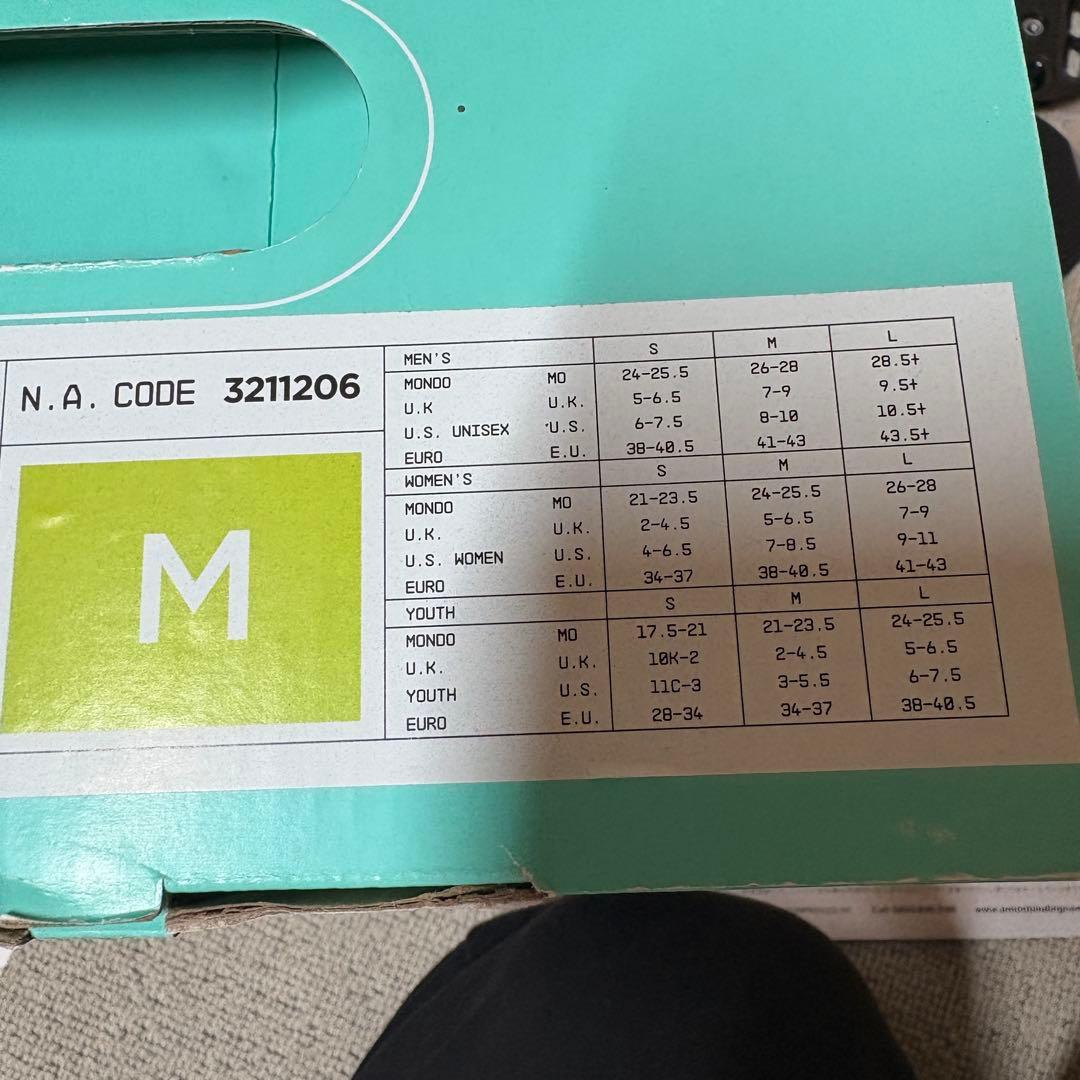 N.A. CODE 3211206
M
MEN'S S M L
MONDO MO 24-25.5 26-28 28.5+
U.K U.K. 5-6.5 7-9 9.5+
U.S. UNISEX U.S. 6-7.5 8-10 10.5+
EURO E.U. 38-40.5 41-43 43.5+
WOMEN'S S M L
MONDO MO 21-23.5 24-25.5 26-28
U.K. U.K. 2-4.5 5-6.5 7-9
U.S. WOMEN U.S. 4-6.5 7-8.5 9-11
EURO E.U. 34-37 38-40.5 41-43
YOUTH S M L
MONDO MO 17.5-21 21-23.5 24-25.5
U.K. U.K. 10K-2 2-4.5 5-6.5
YOUTH U.S. 11C-3 3-5.5 6-7.5
EURO E.U. 28-34 34-37 38-40.5